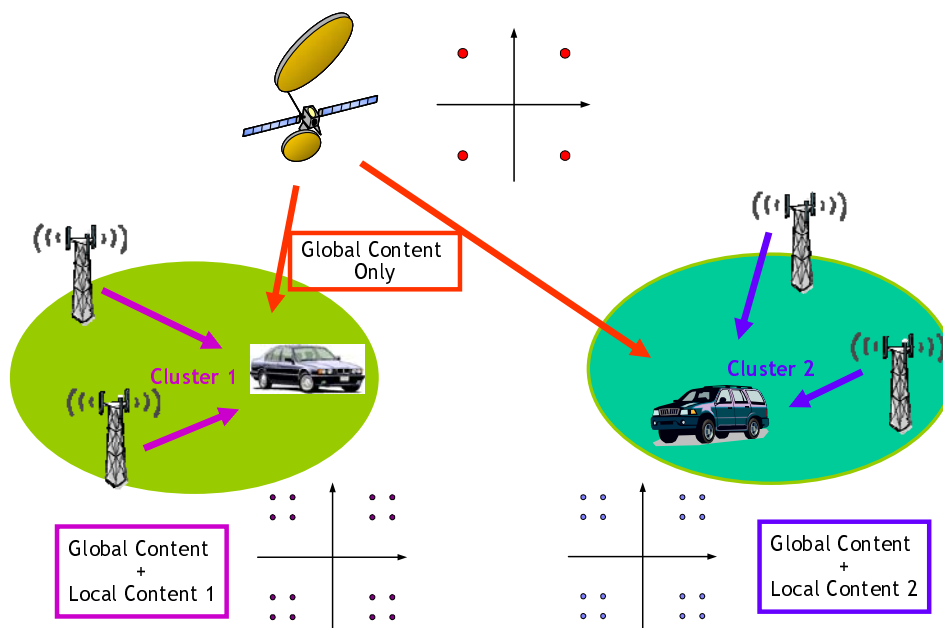 Global Content
Only
Cluster 1
Cluster 2
Global Content
+
Local Content 1
Global Content
+
Local Content 2